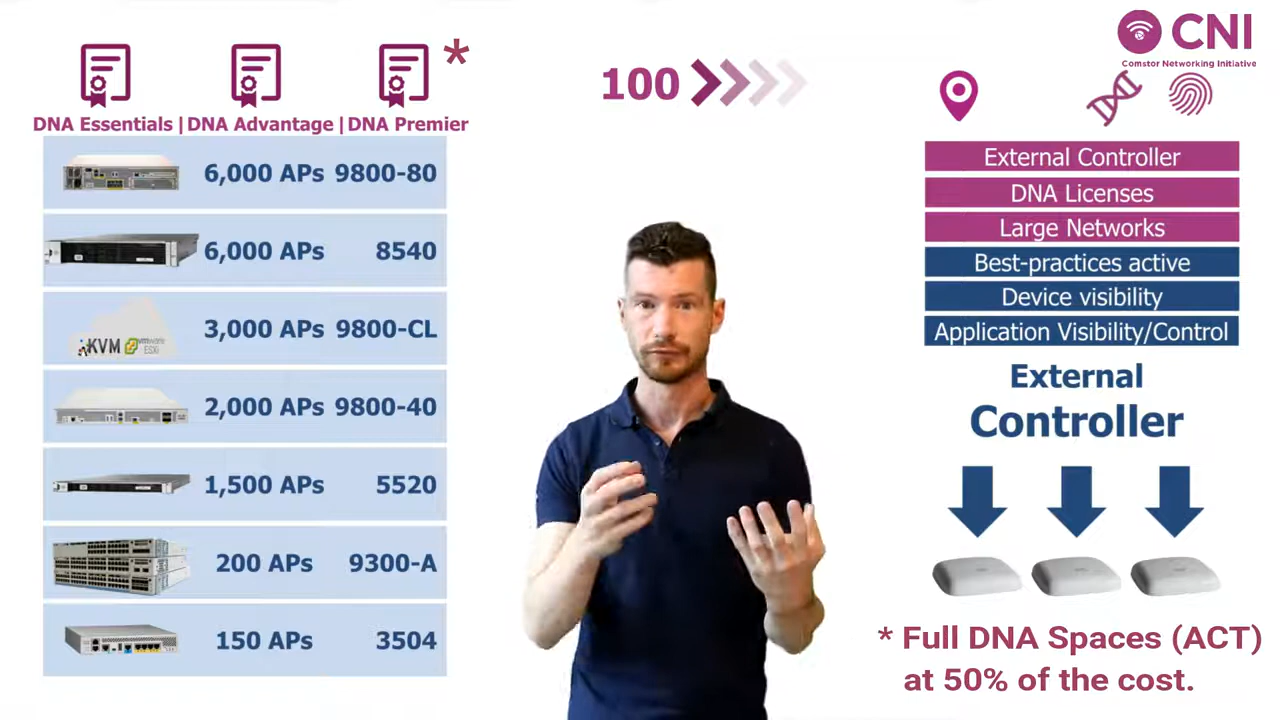 DNA Essentials | DNA Advantage | DNA Premier *
6,000 APs 9800-80
6,000 APs 8540
KVM vmware ESXi 3,000 APs 9800-CL
2,000 APs 9800-40
1,500 APs 5520
200 APs 9300-A
150 APs 3504
100
CNI
Comstor Networking Initiative
External Controller
DNA Licenses
Large Networks
Best-practices active
Device visibility
Application Visibility/Control
External
Controller
* Full DNA Spaces (ACT)
at 50% of the cost.